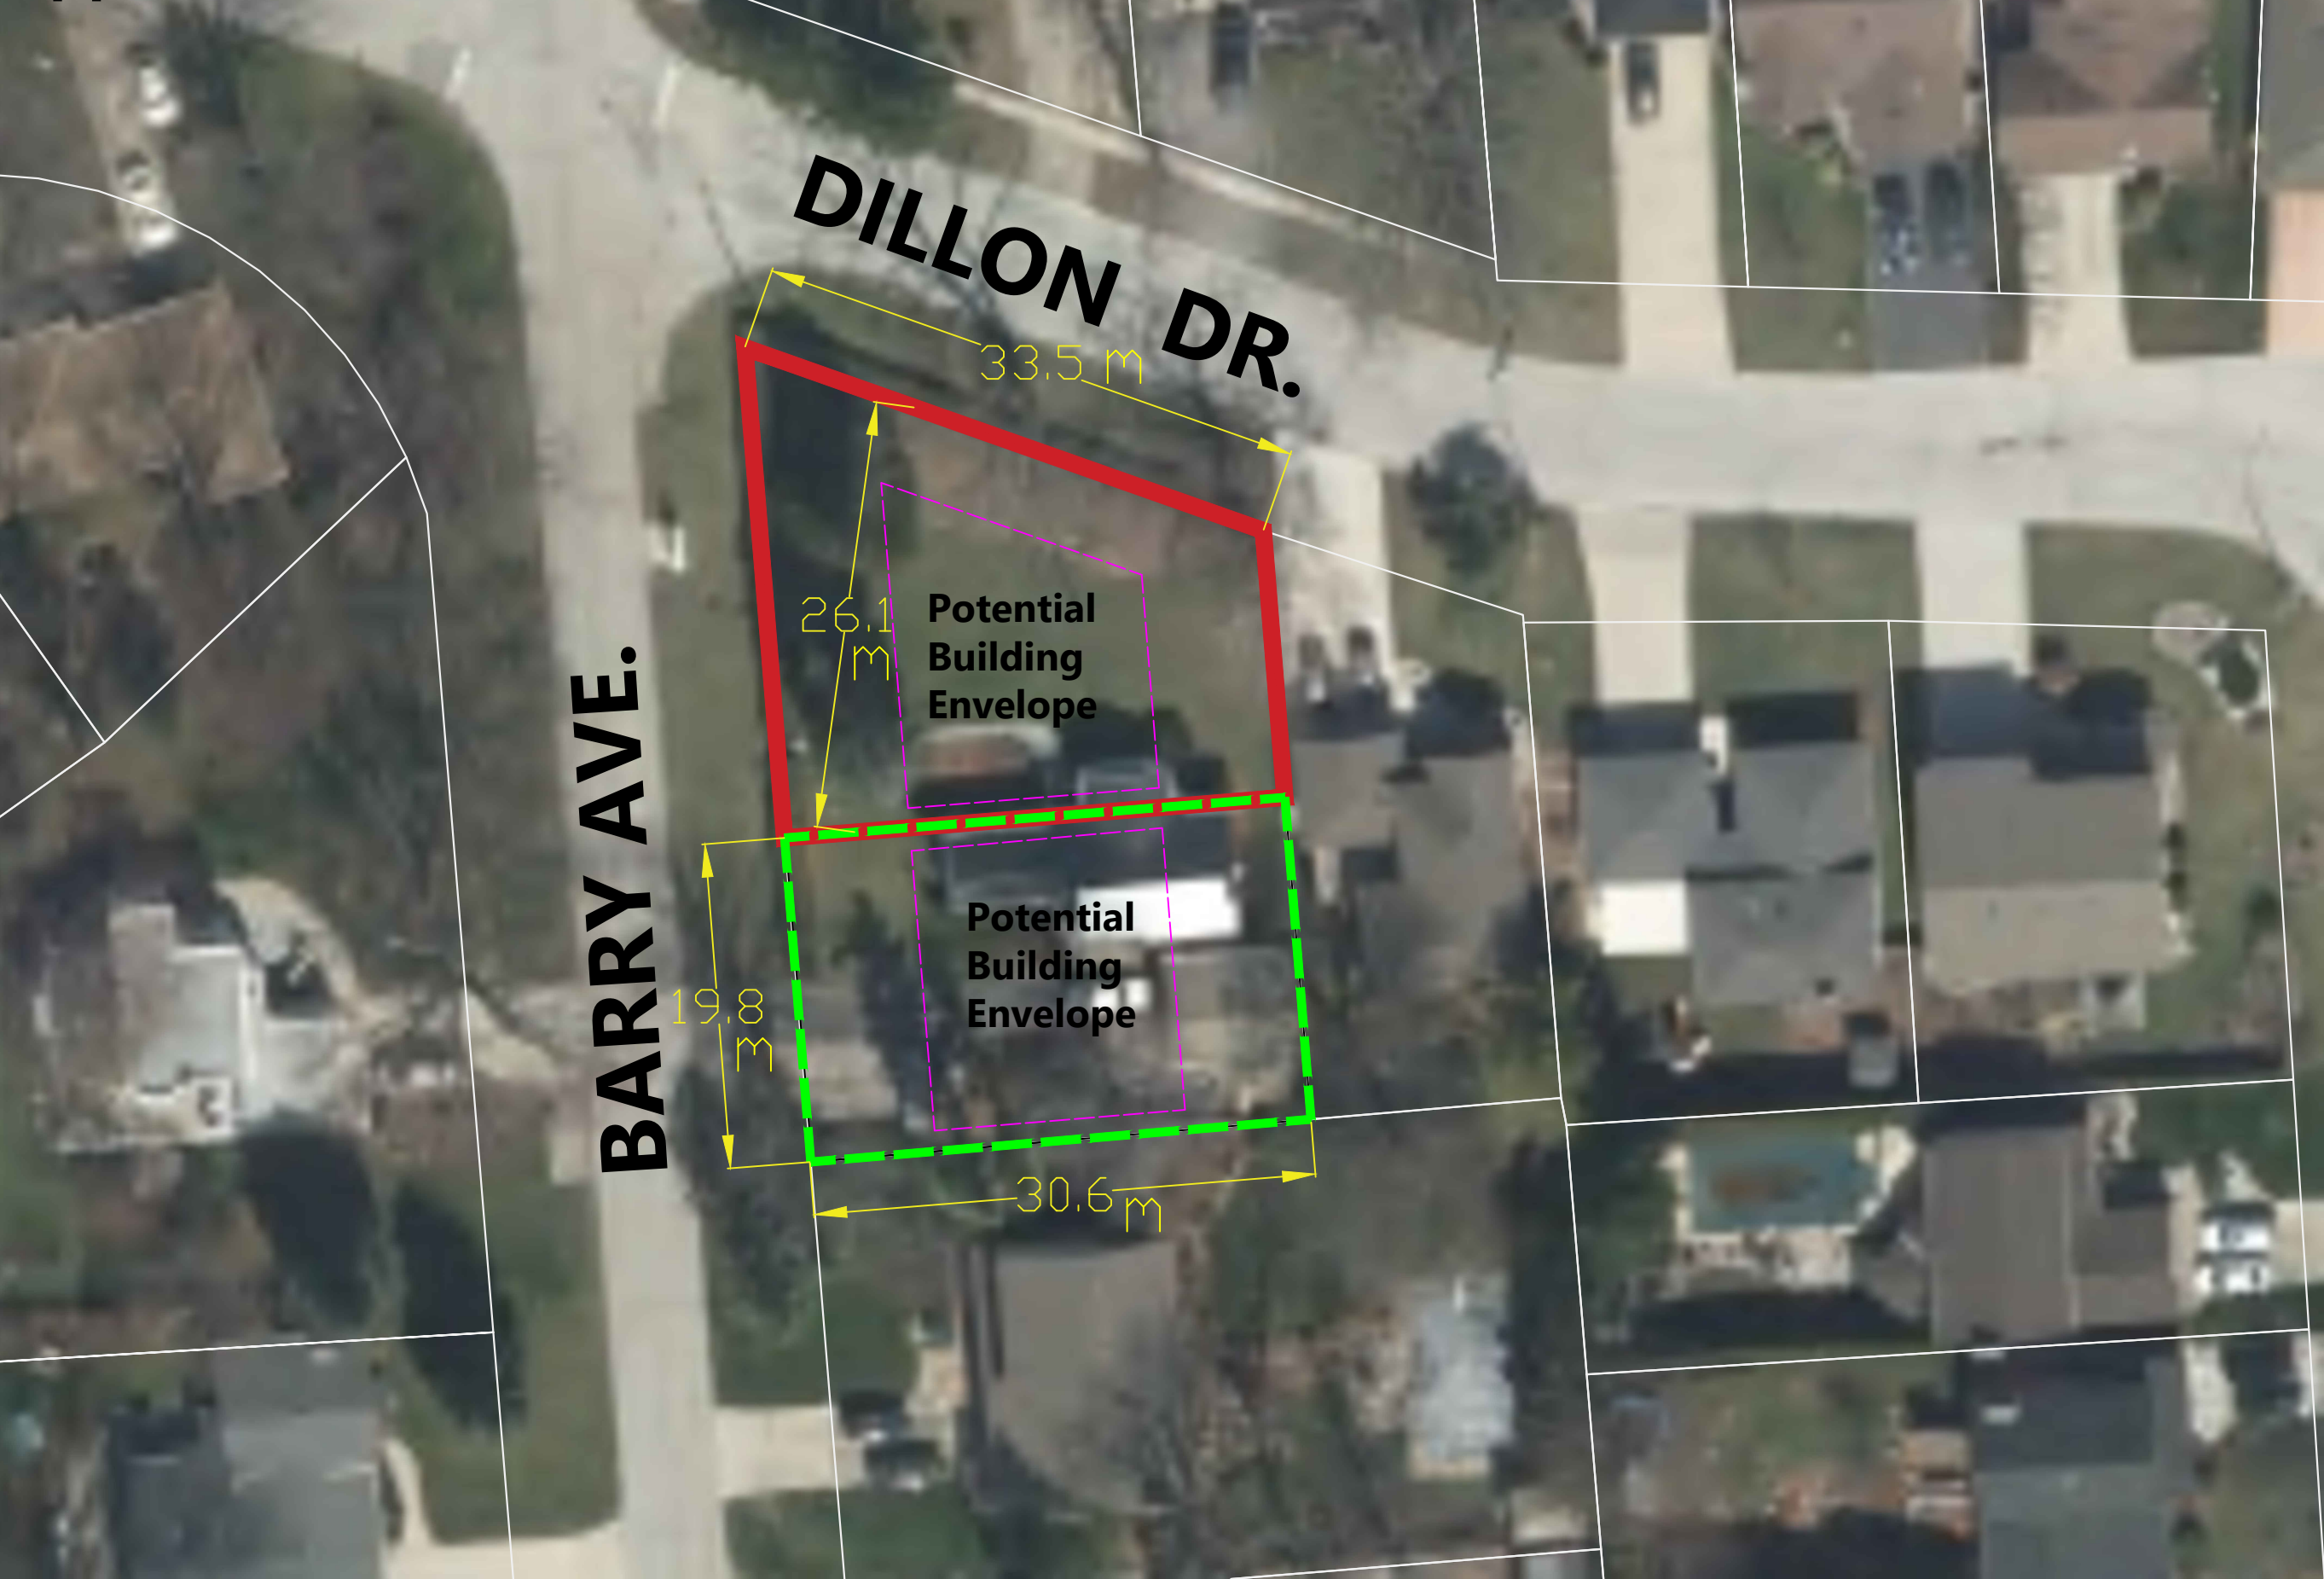 DILLON DR.
33.5 m
26.1
m
Potential
Building
Envelope
BARRY AVE.
19.8
m
Potential
Building
Envelope
30.6 m